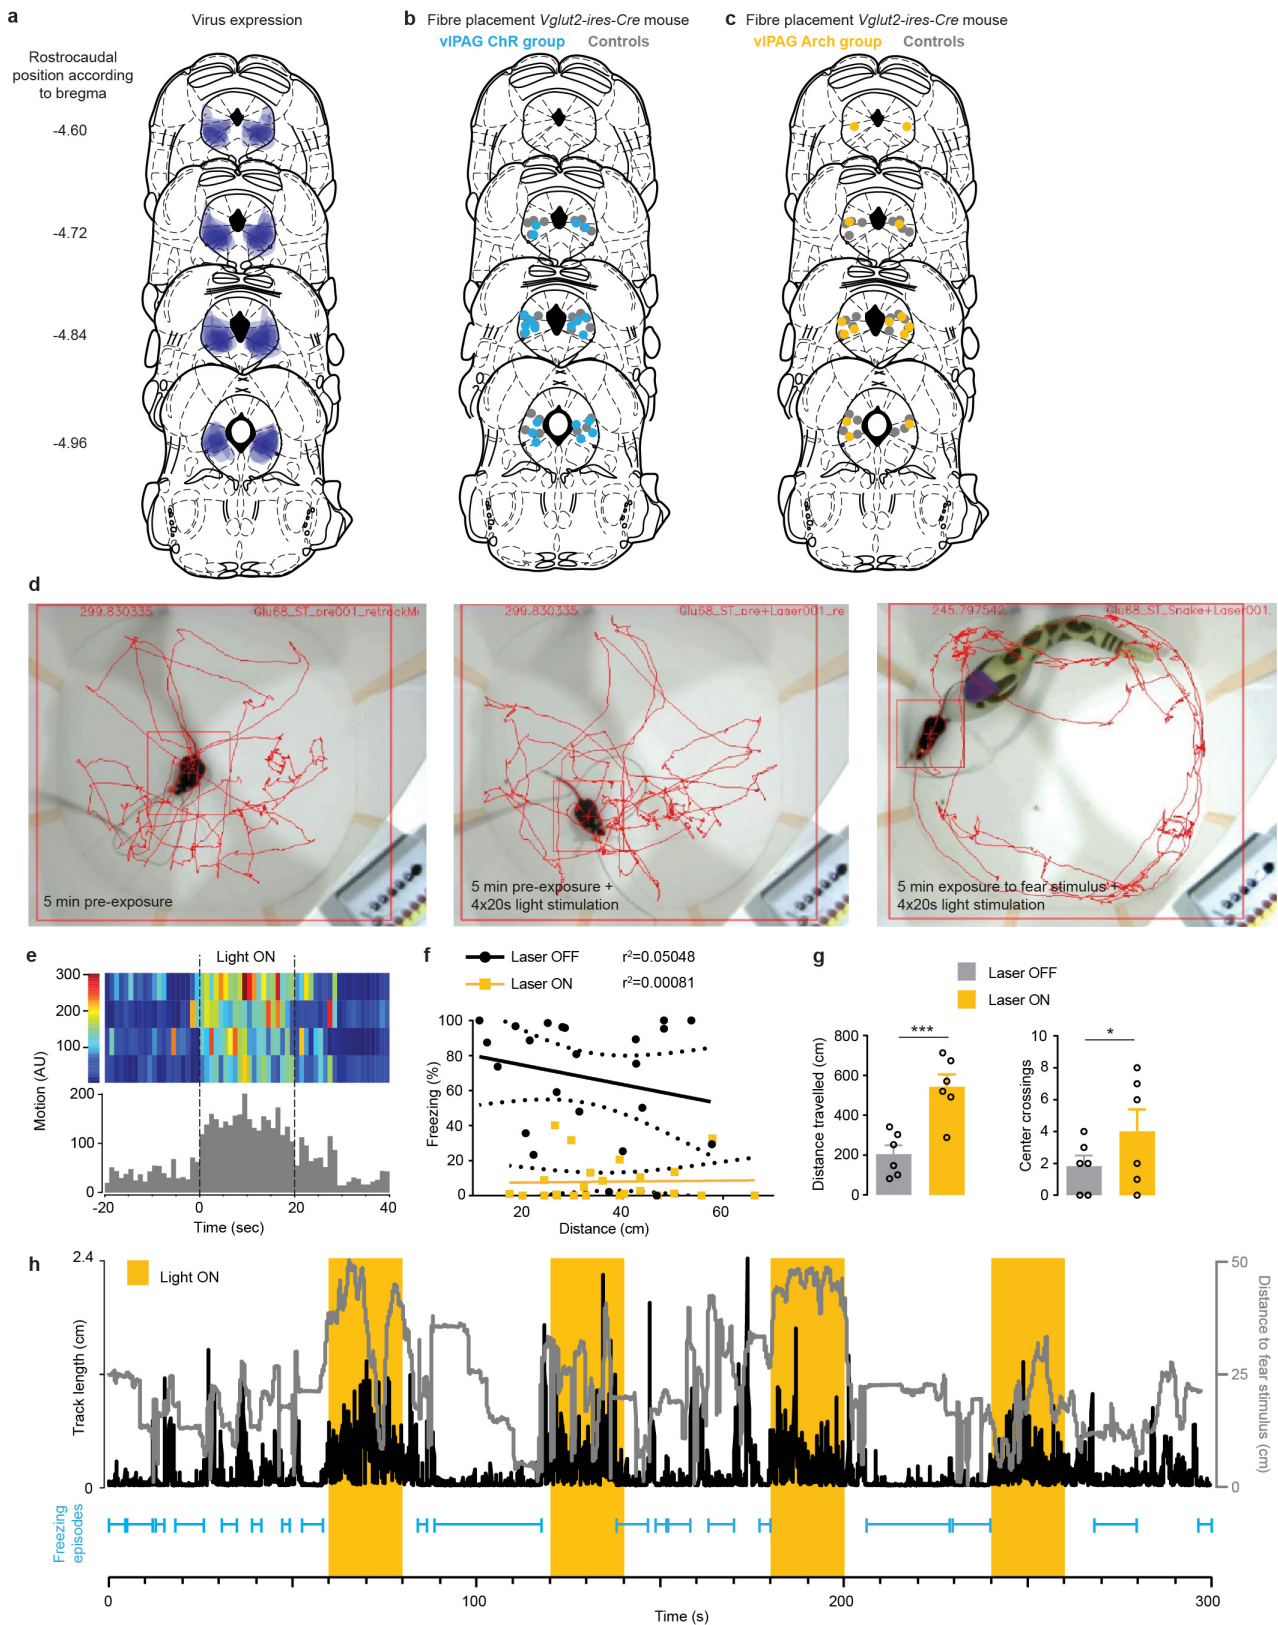 a
Virus expression
Rostrocaudal
position according
to bregma
-4.60
-4.72
-4.84
-4.96
b Fibre placement Vglut2-ires-Cre mouse
vlPAG ChR group Controls
c Fibre placement Vglut2-ires-Cre mouse
vlPAG Arch group Controls
d
299.830335 Glu68_ST_pre001_retrackMi
5 min pre-exposure
299.830335 Glu68_ST_pre+Laser001_re
5 min pre-exposure +
4x20s light stimulation
245.797542 Glu68_ST_Snake+Laser001.
5 min exposure to fear stimulus +
4x20s light stimulation
e
Light ON
300
200
100
Motion (AU)
200
100
0
-20 0 20 40
Time (sec)
f
Laser OFF r²=0.05048
Laser ON r²=0.00081
Freezing (%)
100
80
60
40
20
0
20 40 60
Distance (cm)
g
Laser OFF
Laser ON
Distance travelled (cm)
800
600
400
200
0
***
Center crossings
10
8
6
4
2
0
*
h
Light ON
Track length (cm)
2.4
0
50
25
0
Distance to fear stimulus (cm)
Freezing
episodes
0 100 200 300
Time (s)